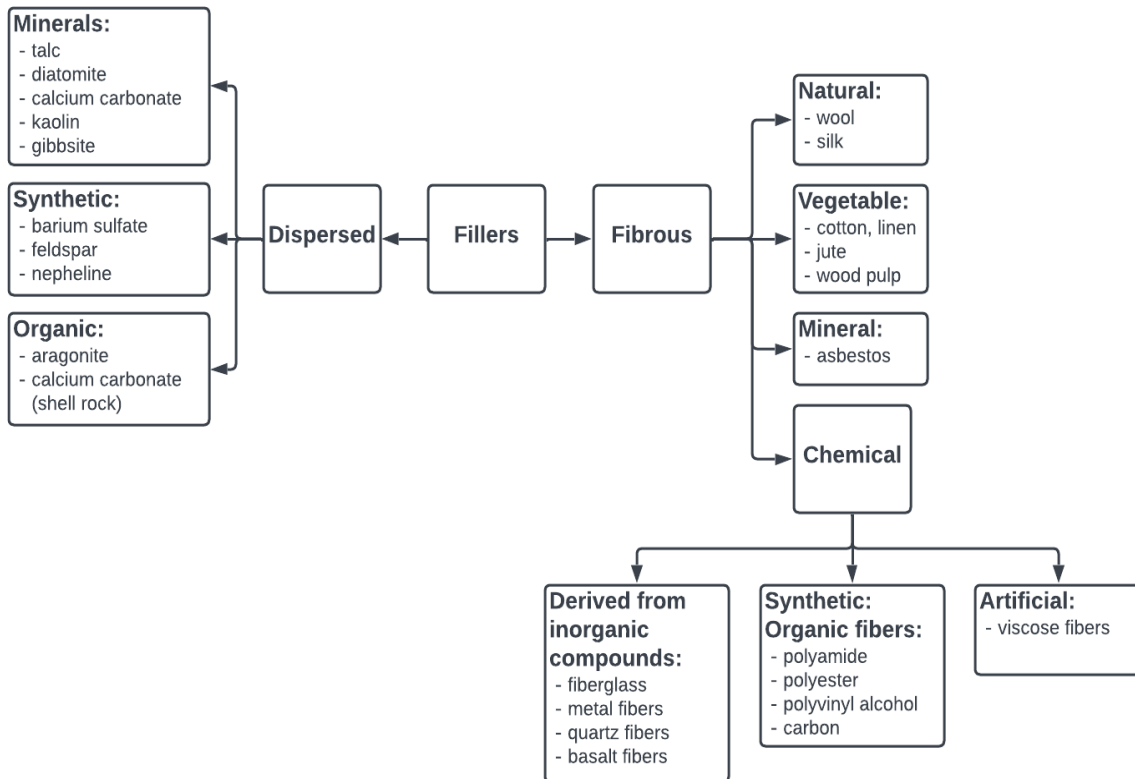 Minerals:
- talc
- diatomite
- calcium carbonate
- kaolin
- gibbsite
Synthetic:
- barium sulfate
- feldspar
- nepheline
Organic:
- aragonite
- calcium carbonate
(shell rock)
Dispersed
Fillers
Fibrous
Natural:
- wool
- silk
Vegetable:
- cotton, linen
- jute
- wood pulp
Mineral:
- asbestos
Chemical
Derived from
inorganic
compounds:
- fiberglass
- metal fibers
- quartz fibers
- basalt fibers
Synthetic:
Organic fibers:
- polyamide
- polyester
- polyvinyl alcohol
- carbon
Artificial:
- viscose fibers